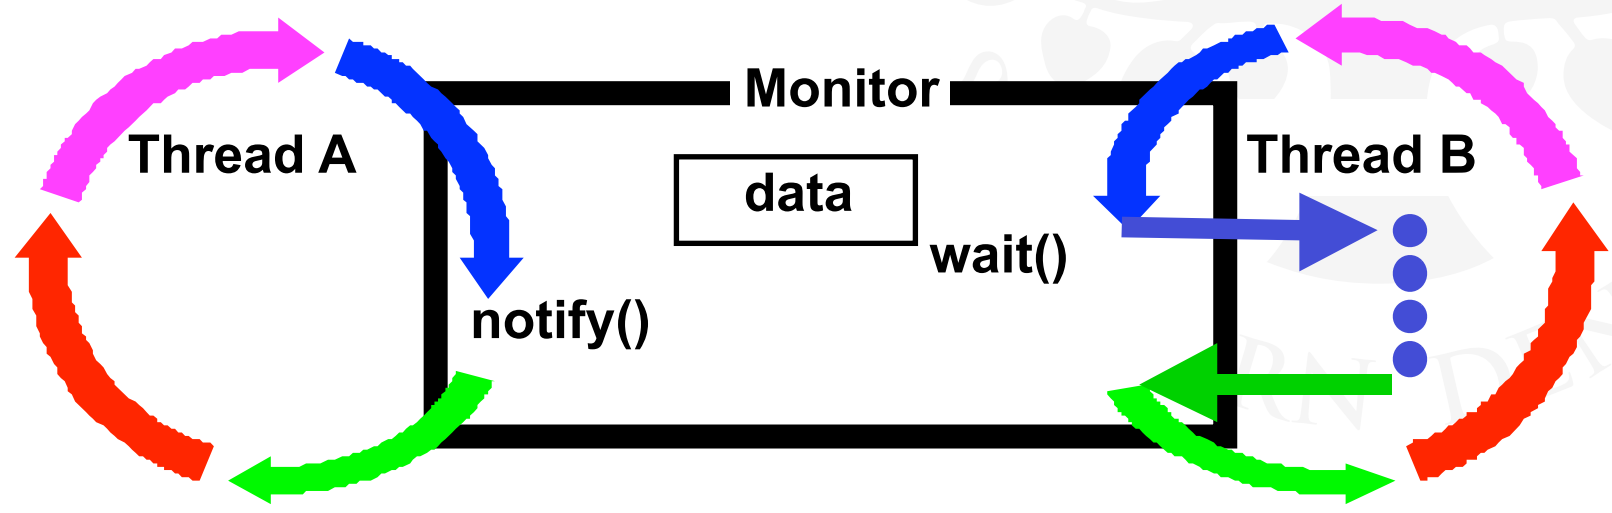 Monitor
Thread A
Thread B
data
wait()
notify()